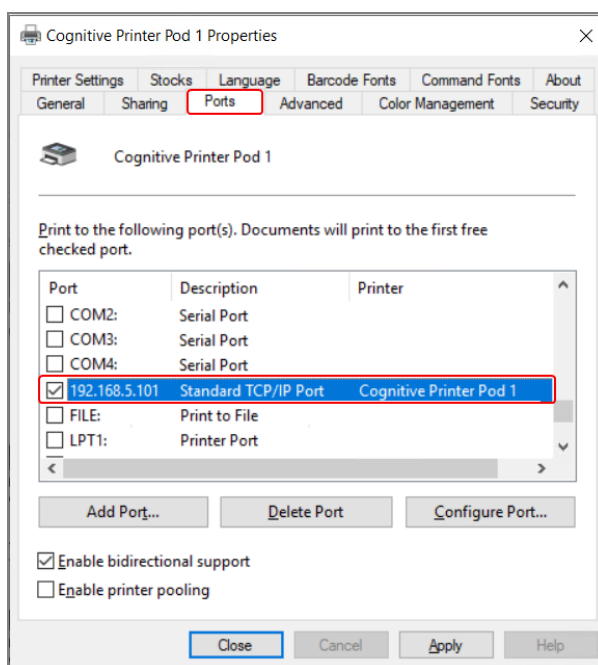 Cognitive Printer Pod 1 Properties
Printer Settings Stocks Language Barcode Fonts Command Fonts About
General Sharing Ports Advanced Color Management Security
Cognitive Printer Pod 1
Print to the following port(s). Documents will print to the first free
checked port.
Port Description Printer
COM2: Serial Port
COM3: Serial Port
COM4: Serial Port
192.168.5.101 Standard TCP/IP Port Cognitive Printer Pod 1
FILE: Print to File
LPT1: Printer Port
Add Port... Delete Port Configure Port...
Enable bidirectional support
Enable printer pooling
Close Cancel Apply Help